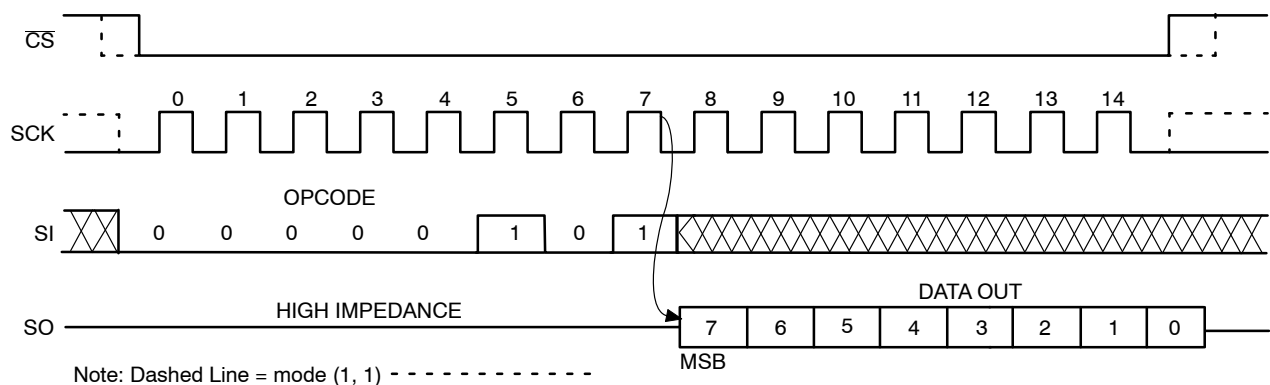 C̅S̅
0 1 2 3 4 5 6 7 8 9 10 11 12 13 14
SCK
OPCODE
SI 0 0 0 0 0 1 0 1
DATA OUT
HIGH IMPEDANCE
SO 7 6 5 4 3 2 1 0
MSB
Note: Dashed Line = mode (1, 1) - - - - - - - - - - - - -